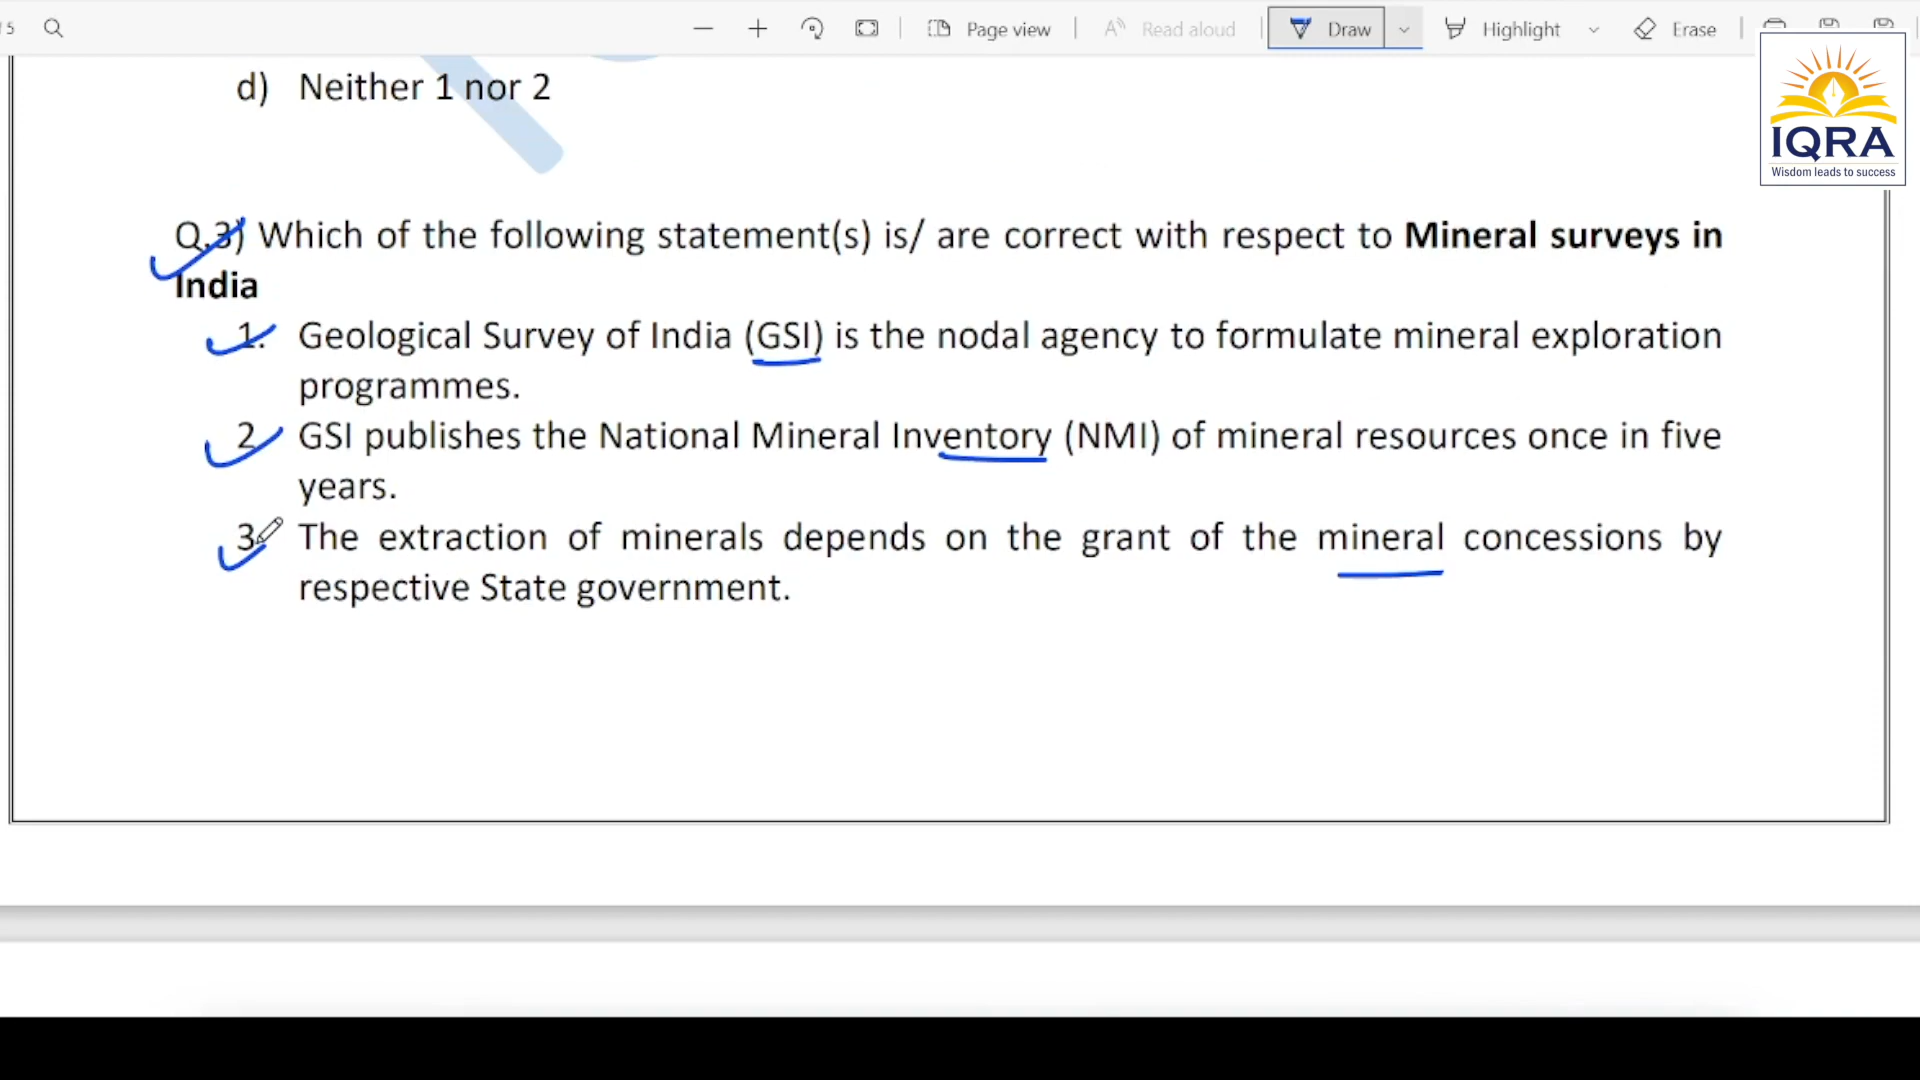 15
Page view
Read aloud
Draw
Highlight
Erase
IQRA
Wisdom leads to success
d) Neither 1 nor 2
Q.3) Which of the following statement(s) is/ are correct with respect to Mineral surveys in
India
1. Geological Survey of India (GSI) is the nodal agency to formulate mineral exploration
programmes.
2. GSI publishes the National Mineral Inventory (NMI) of mineral resources once in five
years.
3. The extraction of minerals depends on the grant of the mineral concessions by
respective State government.